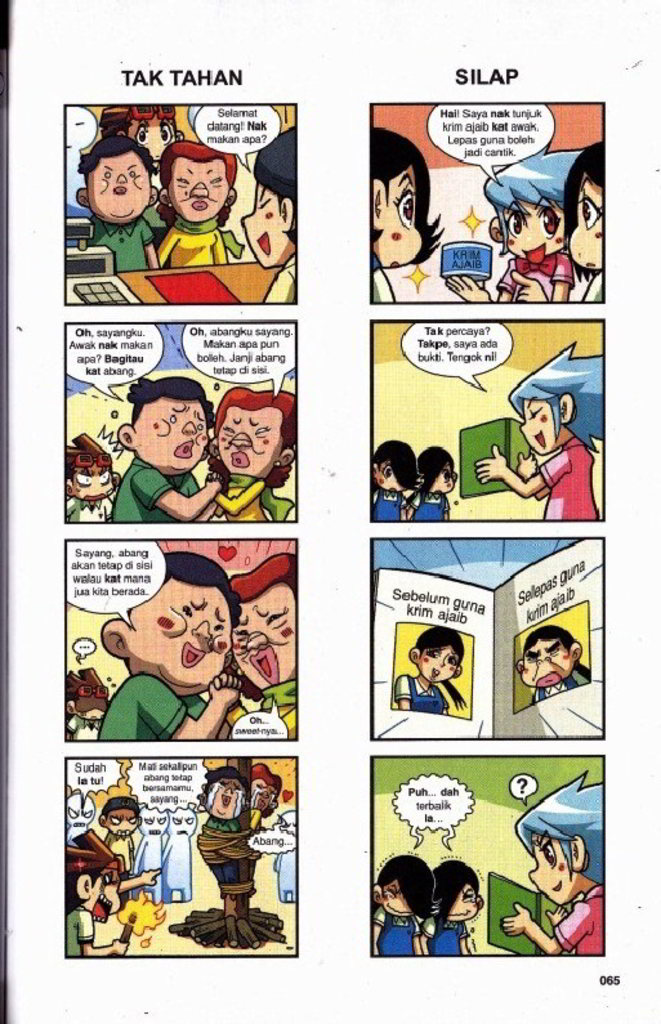 TAK TAHAN
Selamat
datang! Nak
makan apa?
Oh, sayangku.
Awak nak makan
apa? Bagitau
kat abang.
Oh, abangku sayang.
Makan apa pun
boleh. Janji abang
tetap di sisi.
Sayang, abang
akan tetap di sisi
walau kat mana
jua kita berada.
...
Oh...
sweet-nya...
Sudah
la tu!
Mati sekalipun
abang tetap
bersamamu,
sayang...
Abang...
SILAP
Hai! Saya nak tunjuk
krim ajaib kat awak.
Lepas guna boleh
jadi cantik.
KRIM
AJAIB
Tak percaya?
Takpe, saya ada
bukti. Tengok ni!
Sebelum guna
krim ajaib
Sellepas guna
krim ajaib
Puh... dah
terbalik
la...
?
065